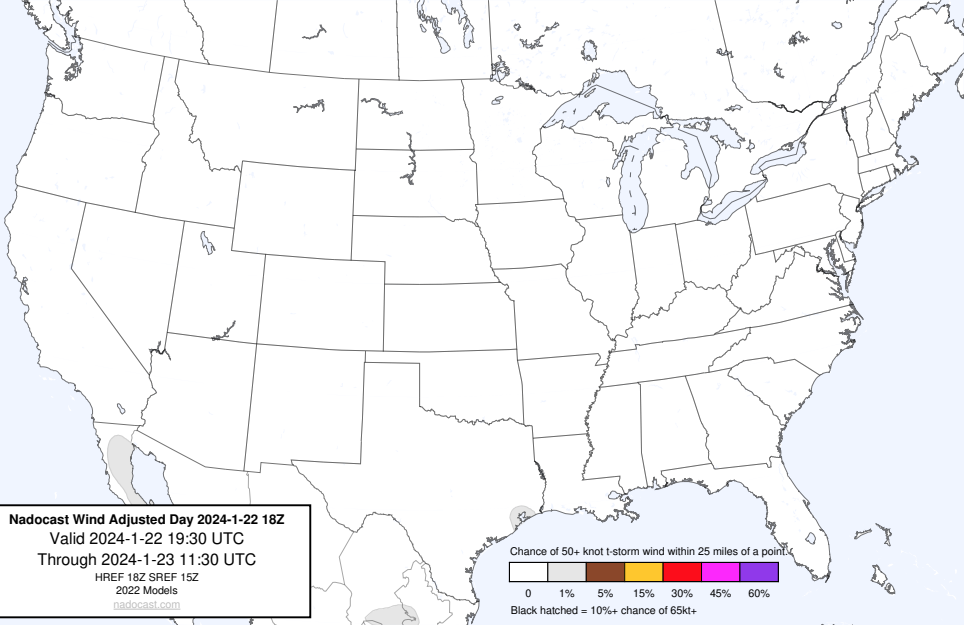 Nadocast Wind Adjusted Day 2024-1-22 18Z
Valid 2024-1-22 19:30 UTC
Through 2024-1-23 11:30 UTC
HREF 18Z SREF 15Z
2022 Models
nadocast.com
Chance of 50+ knot t-storm wind within 25 miles of a point.
0 1% 5% 15% 30% 45% 60%
Black hatched = 10%+ chance of 65kt+